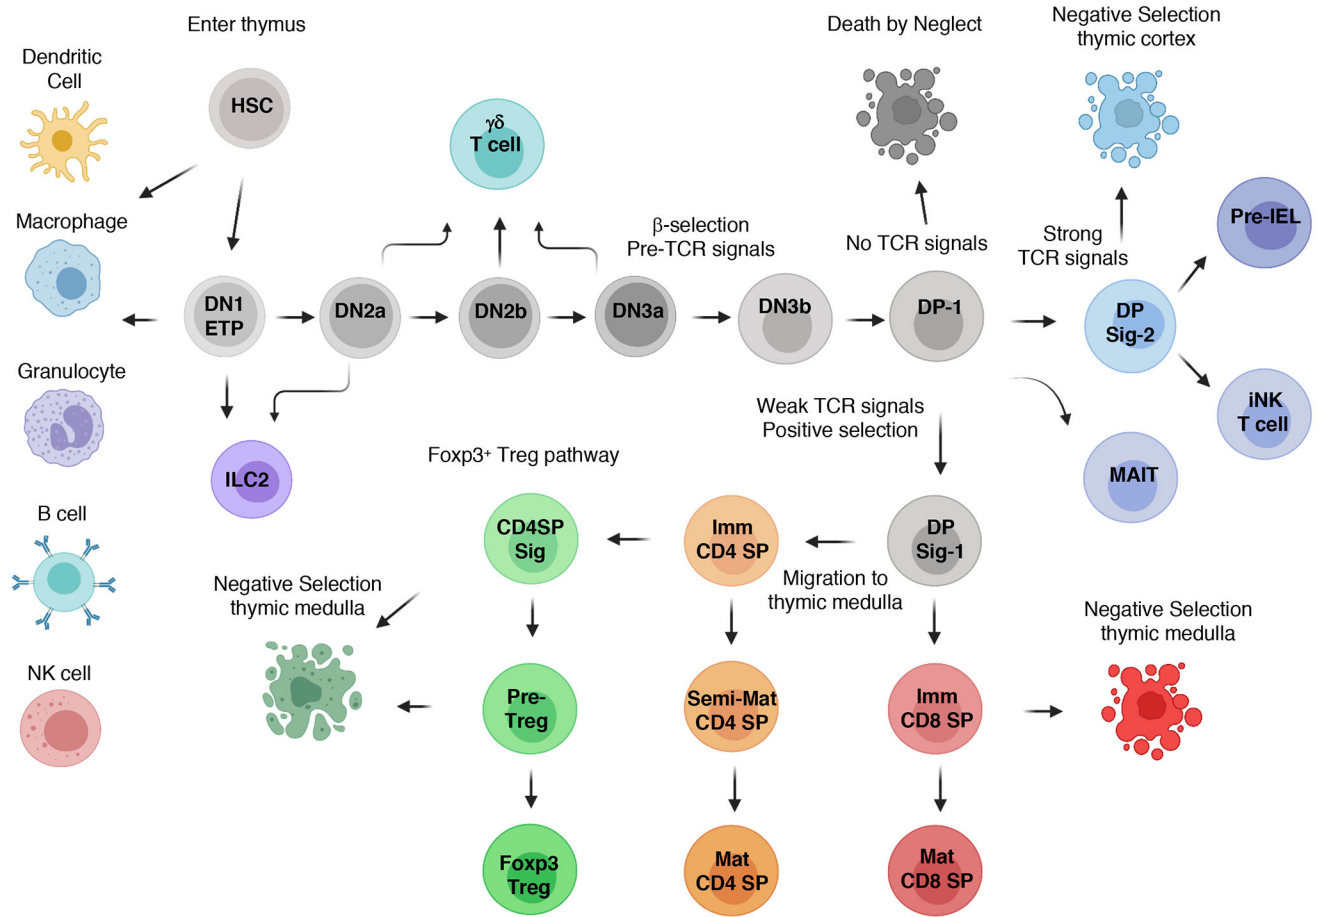 Enter thymus
Death by Neglect
Negative Selection
thymic cortex
Dendritic
Cell
HSC
γδ
T cell
Macrophage
Pre-IEL
β-selection
Pre-TCR signals
No TCR signals
Strong
TCR signals
DN1
ETP
DN2a
DN2b
DN3a
DN3b
DP-1
DP
Sig-2
Granulocyte
iNK
T cell
Weak TCR signals
Positive selection
Foxp3⁺ Treg pathway
ILC2
MAIT
B cell
CD4SP
Sig
Imm
CD4 SP
DP
Sig-1
Negative Selection
thymic medulla
Migration to
thymic medulla
Negative Selection
thymic medulla
NK cell
Pre-
Treg
Semi-Mat
CD4 SP
Imm
CD8 SP
Foxp3
Treg
Mat
CD4 SP
Mat
CD8 SP